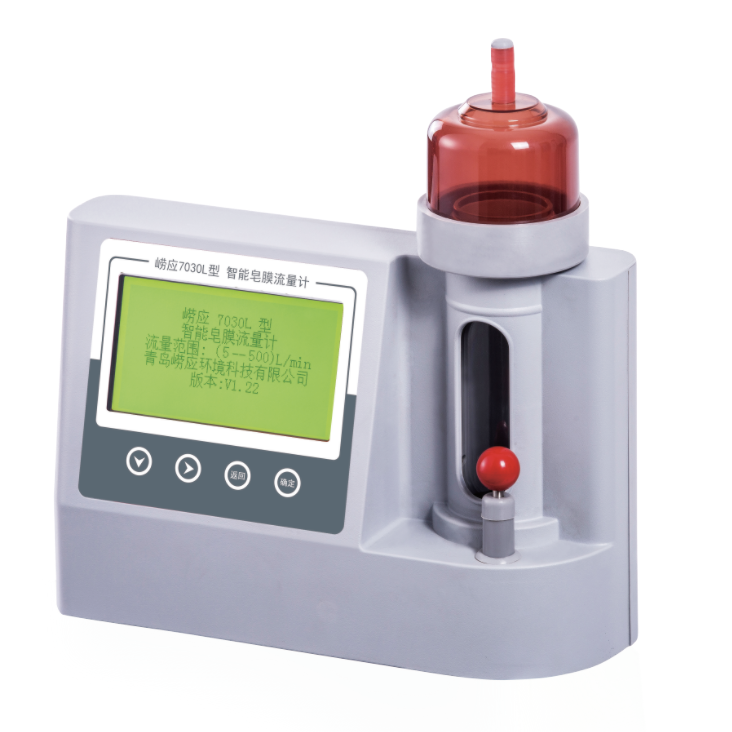 崂应7030L型 智能皂膜流量计
崂应 7030L 型
智能皂膜流量计
流量范围:(5--500)L/min
青岛崂应环境科技有限公司
版本:V1.22
返回
确定